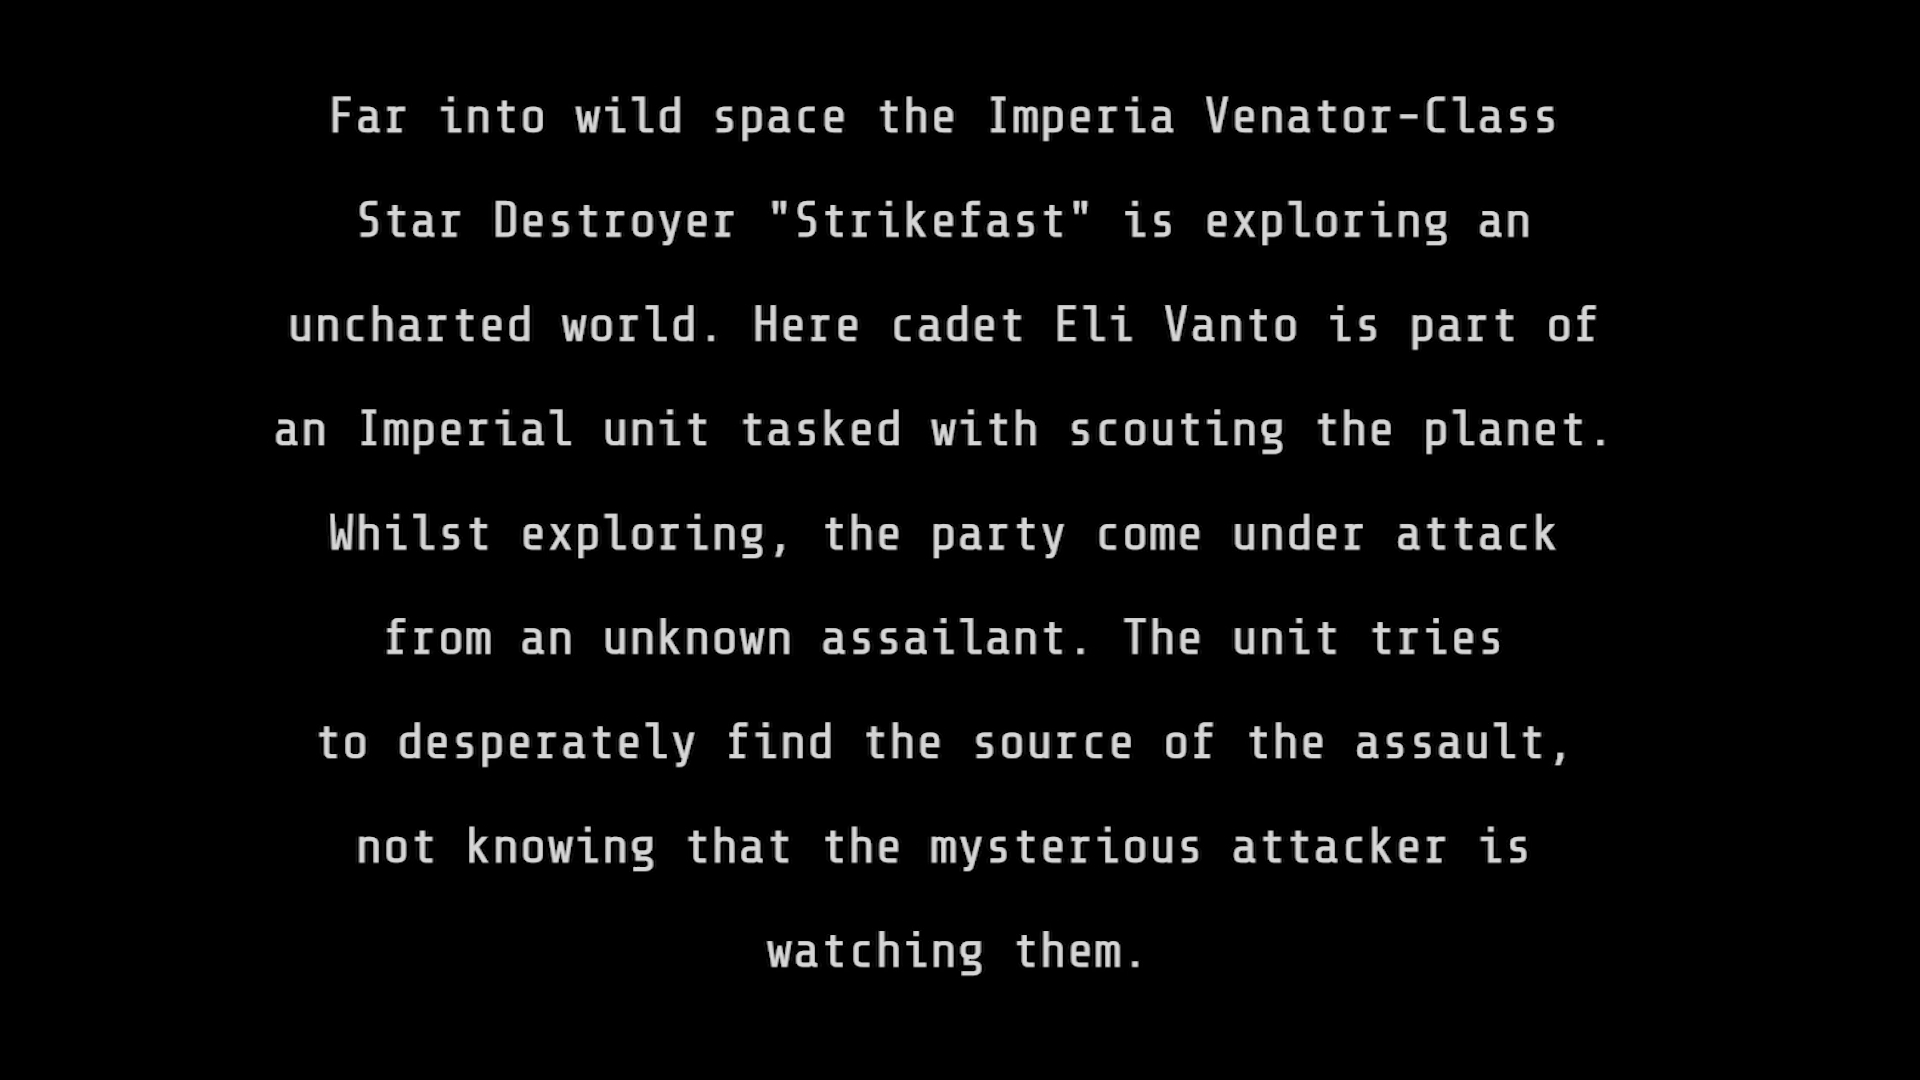 Far into wild space the Imperia Venator-Class
Star Destroyer "Strikefast" is exploring an
uncharted world. Here cadet Eli Vanto is part of
an Imperial unit tasked with scouting the planet.
Whilst exploring, the party come under attack
from an unknown assailant. The unit tries
to desperately find the source of the assault,
not knowing that the mysterious attacker is
watching them.